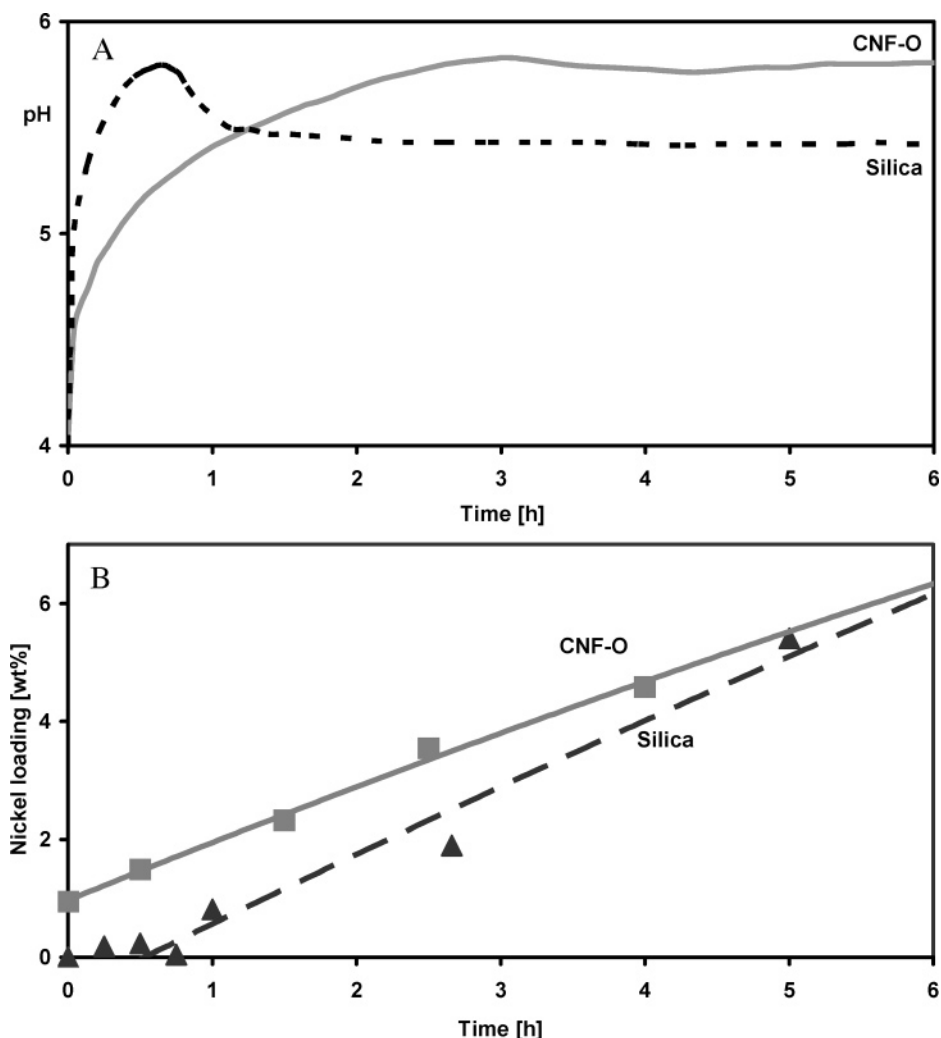 6
A
CNF-O
pH
Silica
5
4
0 1 2 3 4 5 6
Time [h]
B
6
CNF-O
4
Silica
Nickel loading [wt%]
2
0
0 1 2 3 4 5 6
Time [h]